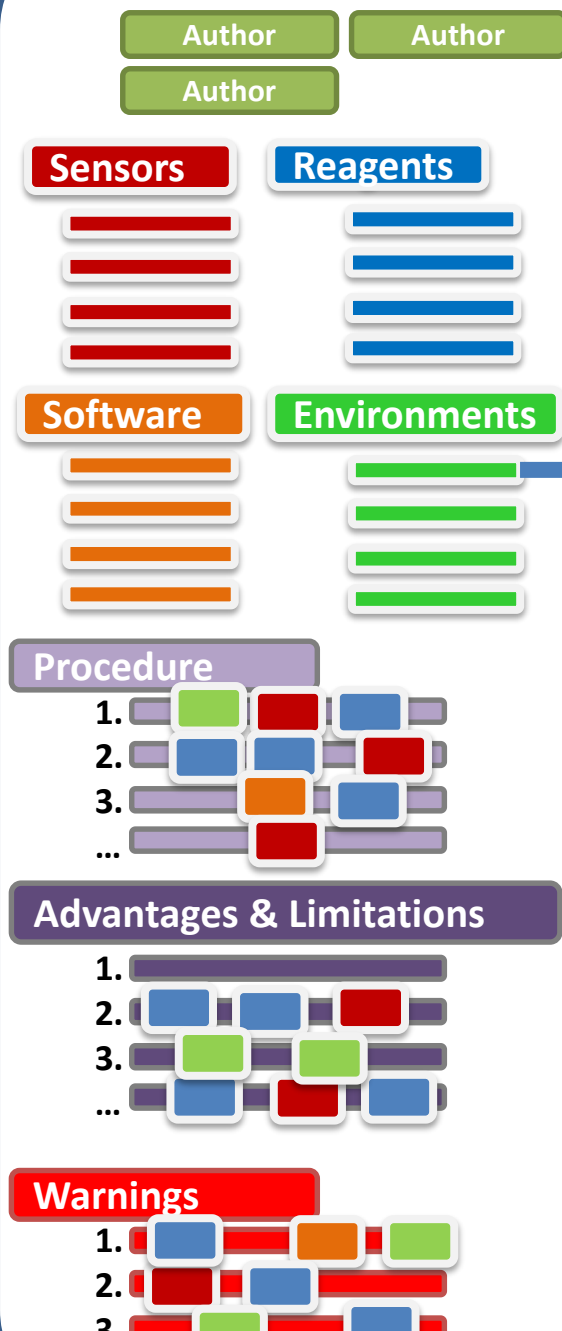 Author Author
Author
Sensors Reagents
Software Environments
Procedure
1.
2.
3.
...
Advantages & Limitations
1.
2.
3.
...
Warnings
1.
2.
3.